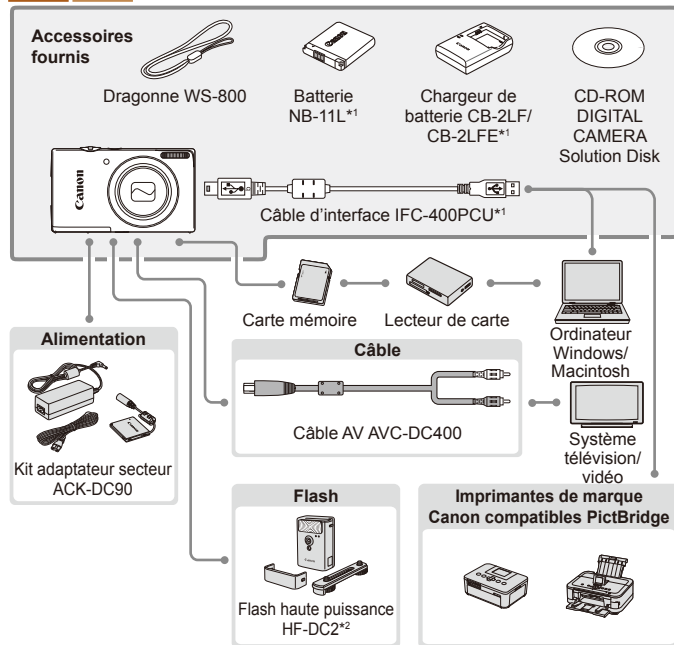 Accessoires
fournis
Dragonne WS-800
Batterie
NB-11L*1
Chargeur de
batterie CB-2LF/
CB-2LFE*1
CD-ROM
DIGITAL
CAMERA
Solution Disk
Canon
Câble d'interface IFC-400PCU*1
Carte mémoire
Lecteur de carte
Ordinateur
Windows/
Macintosh
Alimentation
Kit adaptateur secteur
ACK-DC90
Câble
Câble AV AVC-DC400
Système
télévision/
vidéo
Flash
Flash haute puissance
HF-DC2*2
Imprimantes de marque
Canon compatibles PictBridge